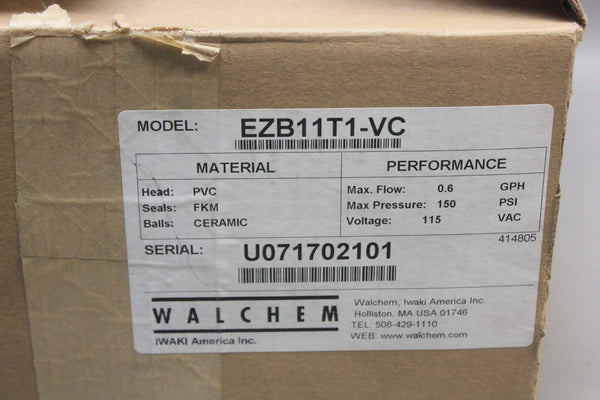 MODEL: EZB11T1-VC
MATERIAL PERFORMANCE
Head: PVC Max. Flow: 0.6 GPH
Seals: FKM Max Pressure: 150 PSI
Balls: CERAMIC Voltage: 115 VAC
414805
SERIAL: U071702101
WALCHEM
IWAKI America Inc.
Walchem, Iwaki America Inc.
Holliston, MA USA 01746
TEL: 508-429-1110
WEB: www.walchem.com